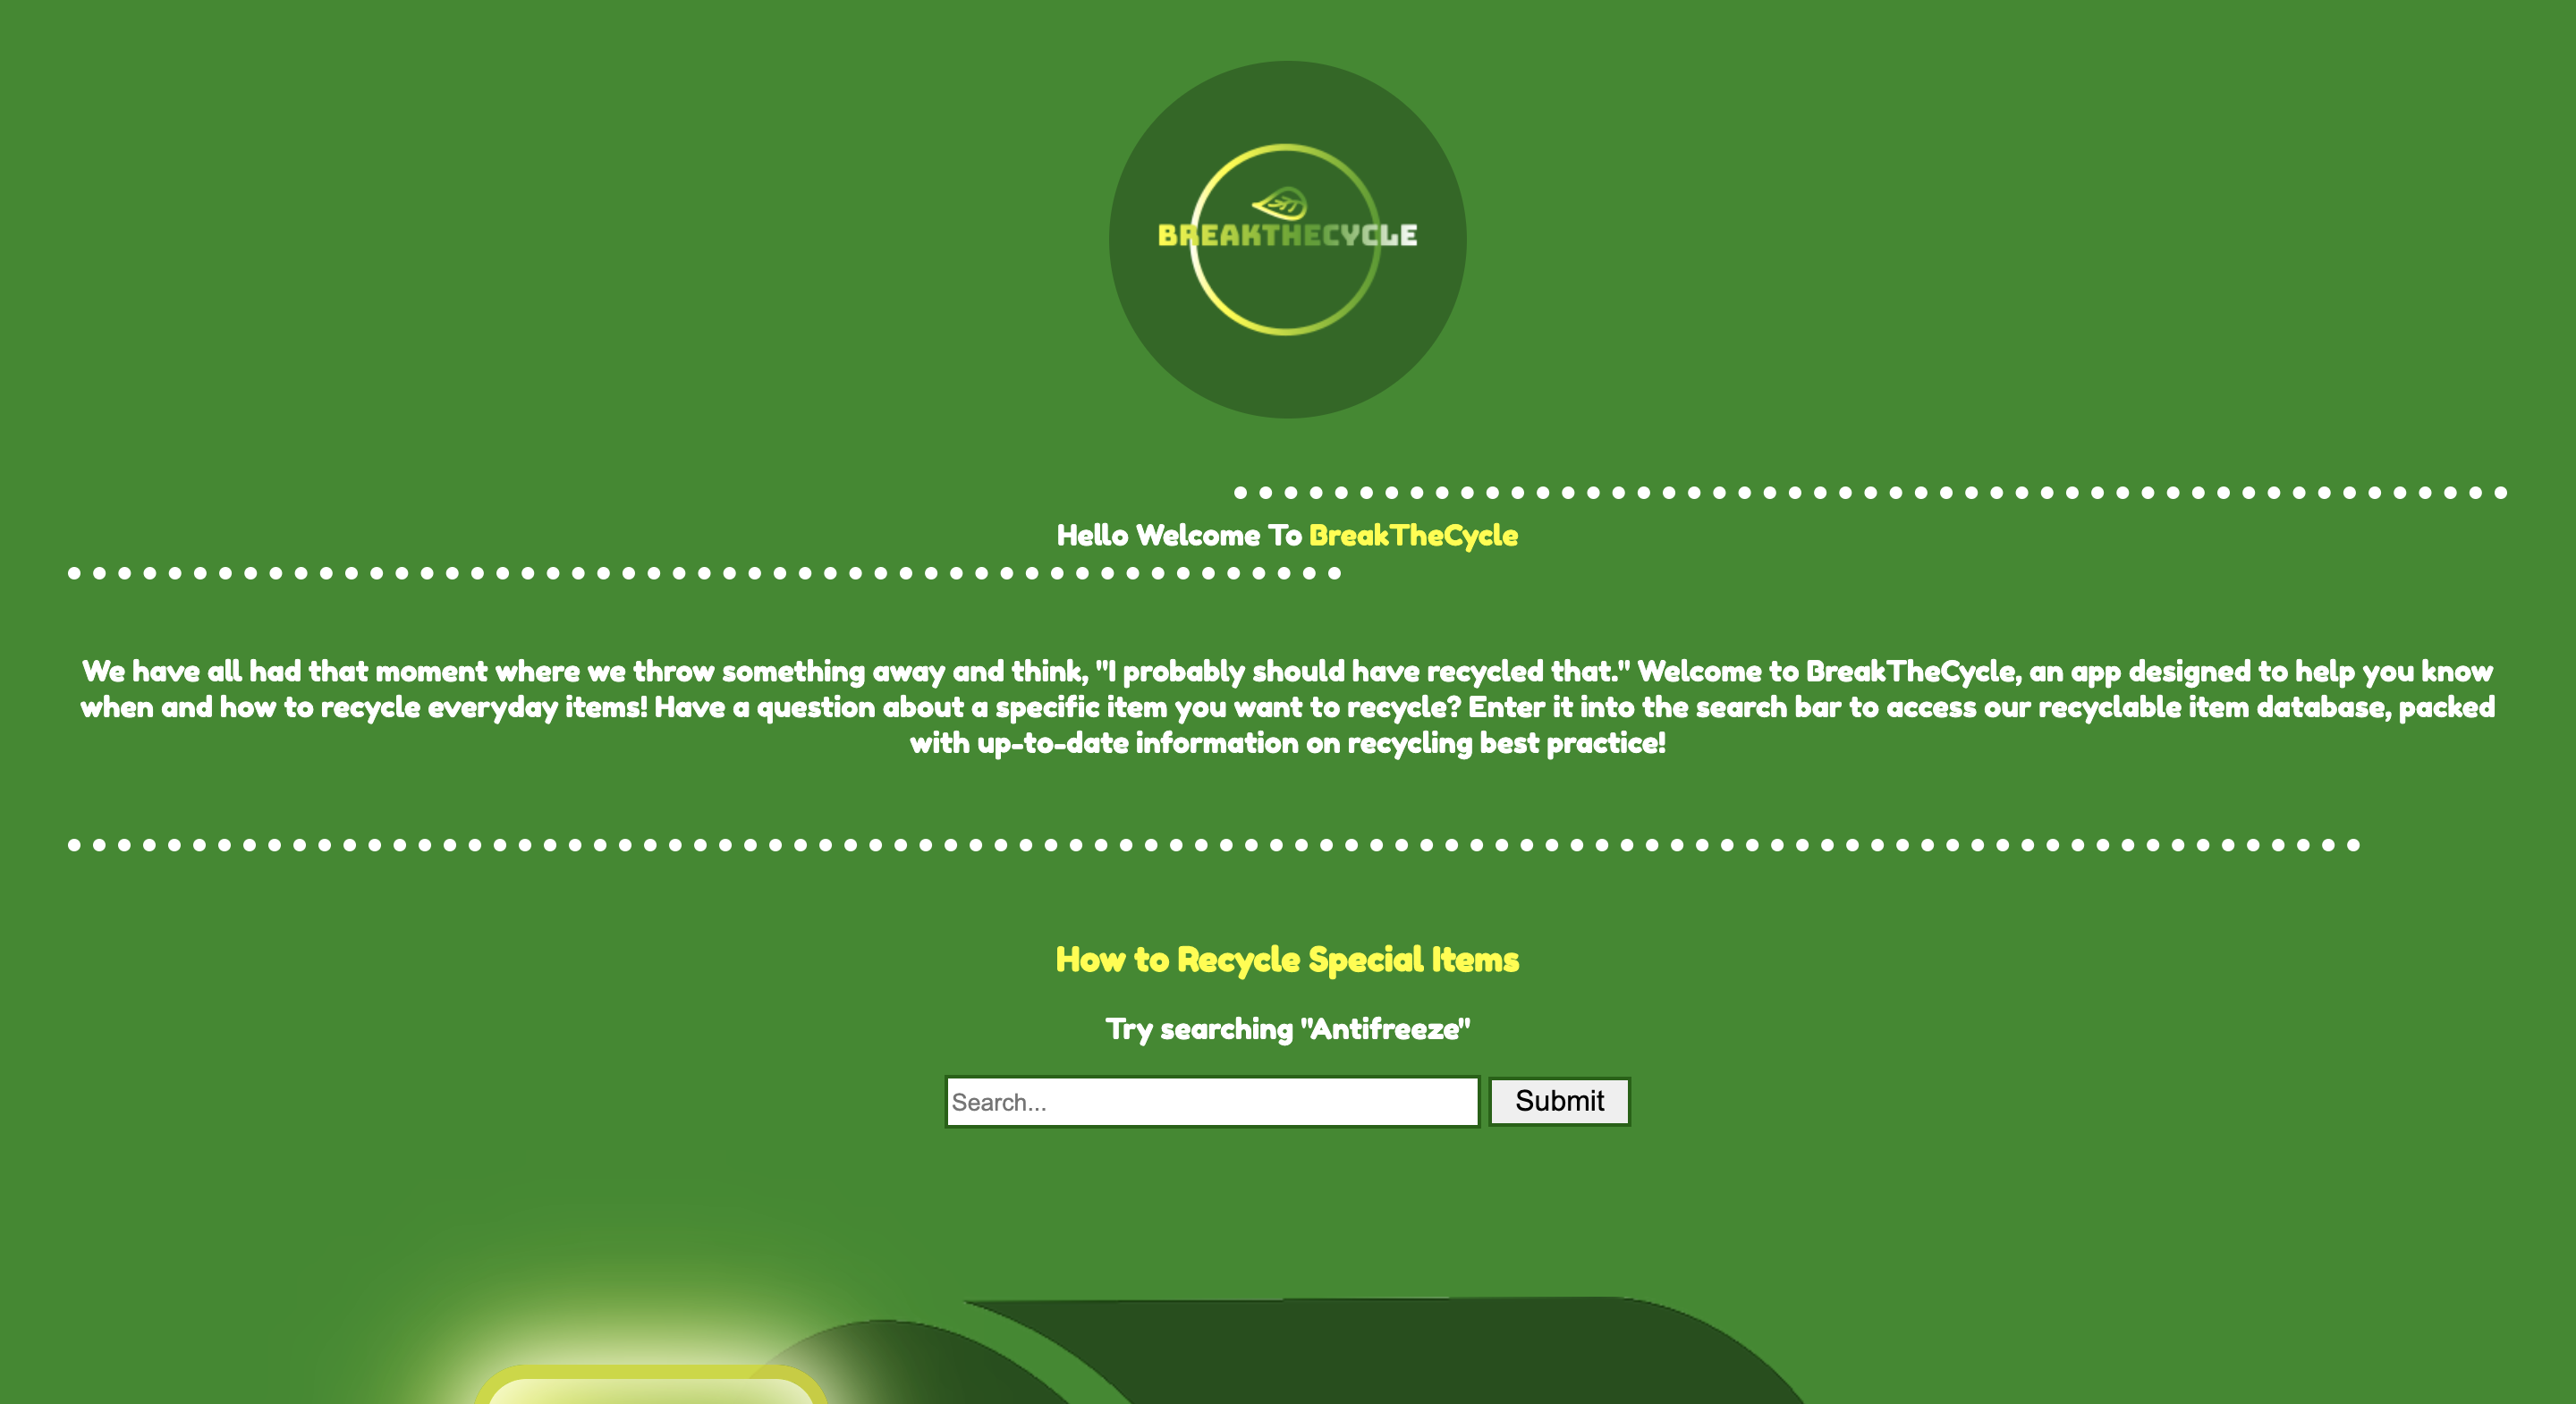 BREAKTHECYCLE
Hello Welcome To BreakTheCycle
We have all had that moment where we throw something away and think, "I probably should have recycled that." Welcome to BreakTheCycle, an app designed to help you know
when and how to recycle everyday items! Have a question about a specific item you want to recycle? Enter it into the search bar to access our recyclable item database, packed
with up-to-date information on recycling best practice!
How to Recycle Special Items
Try searching "Antifreeze"
Search... Submit